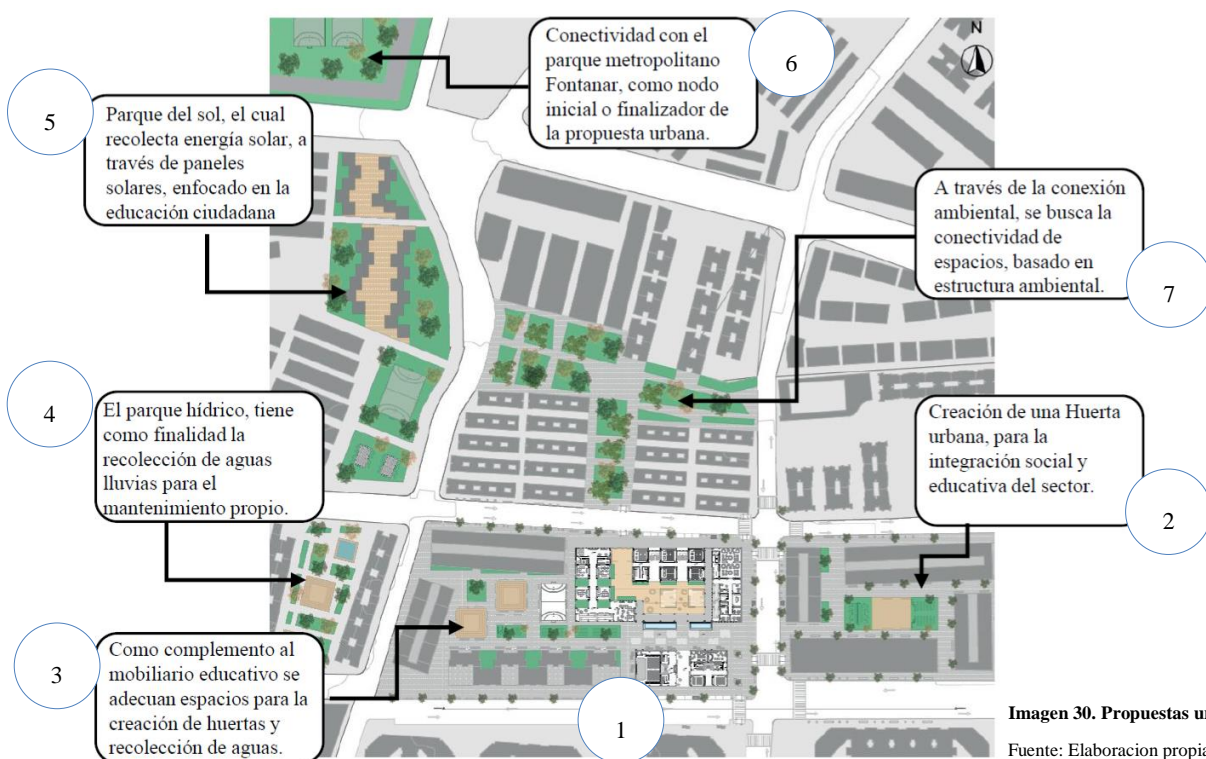 Conectividad con el
parque metropolitano
Fontanar, como nodo
inicial o finalizador de
la propuesta urbana.
6
N
5
Parque del sol, el cual
recolecta energía solar, a
través de paneles
solares, enfocado en la
educación ciudadana
A través de la conexión
ambiental, se busca la
conectividad de
espacios, basado en
estructura ambiental.
7
4
El parque hídrico, tiene
como finalidad la
recolección de aguas
lluvias para el
mantenimiento propio.
Creación de una Huerta
urbana, para la
integración social y
educativa del sector.
2
3
Como complemento al
mobiliario educativo se
adecuan espacios para la
creación de huertas y
recolección de aguas.
1
Imagen 30. Propuestas u
Fuente: Elaboracion propia